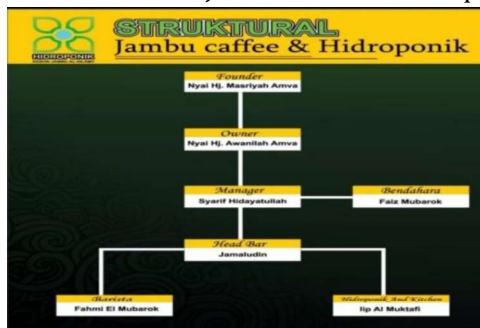 STRUKTURAL
Jambu caffee & Hidroponik
HIDROPONIK
Founder
Nyai Hj. Masriyah Amva
Owner
Nyai Hj. Awanilah Amva
Manager
Syarif Hidayatullah
Bendahara
Faiz Mubarok
Head Bar
Jamaludin
Barista
Fahmi El Mubarok
Hidroponik And Kitchen
Iip Al Muktafi